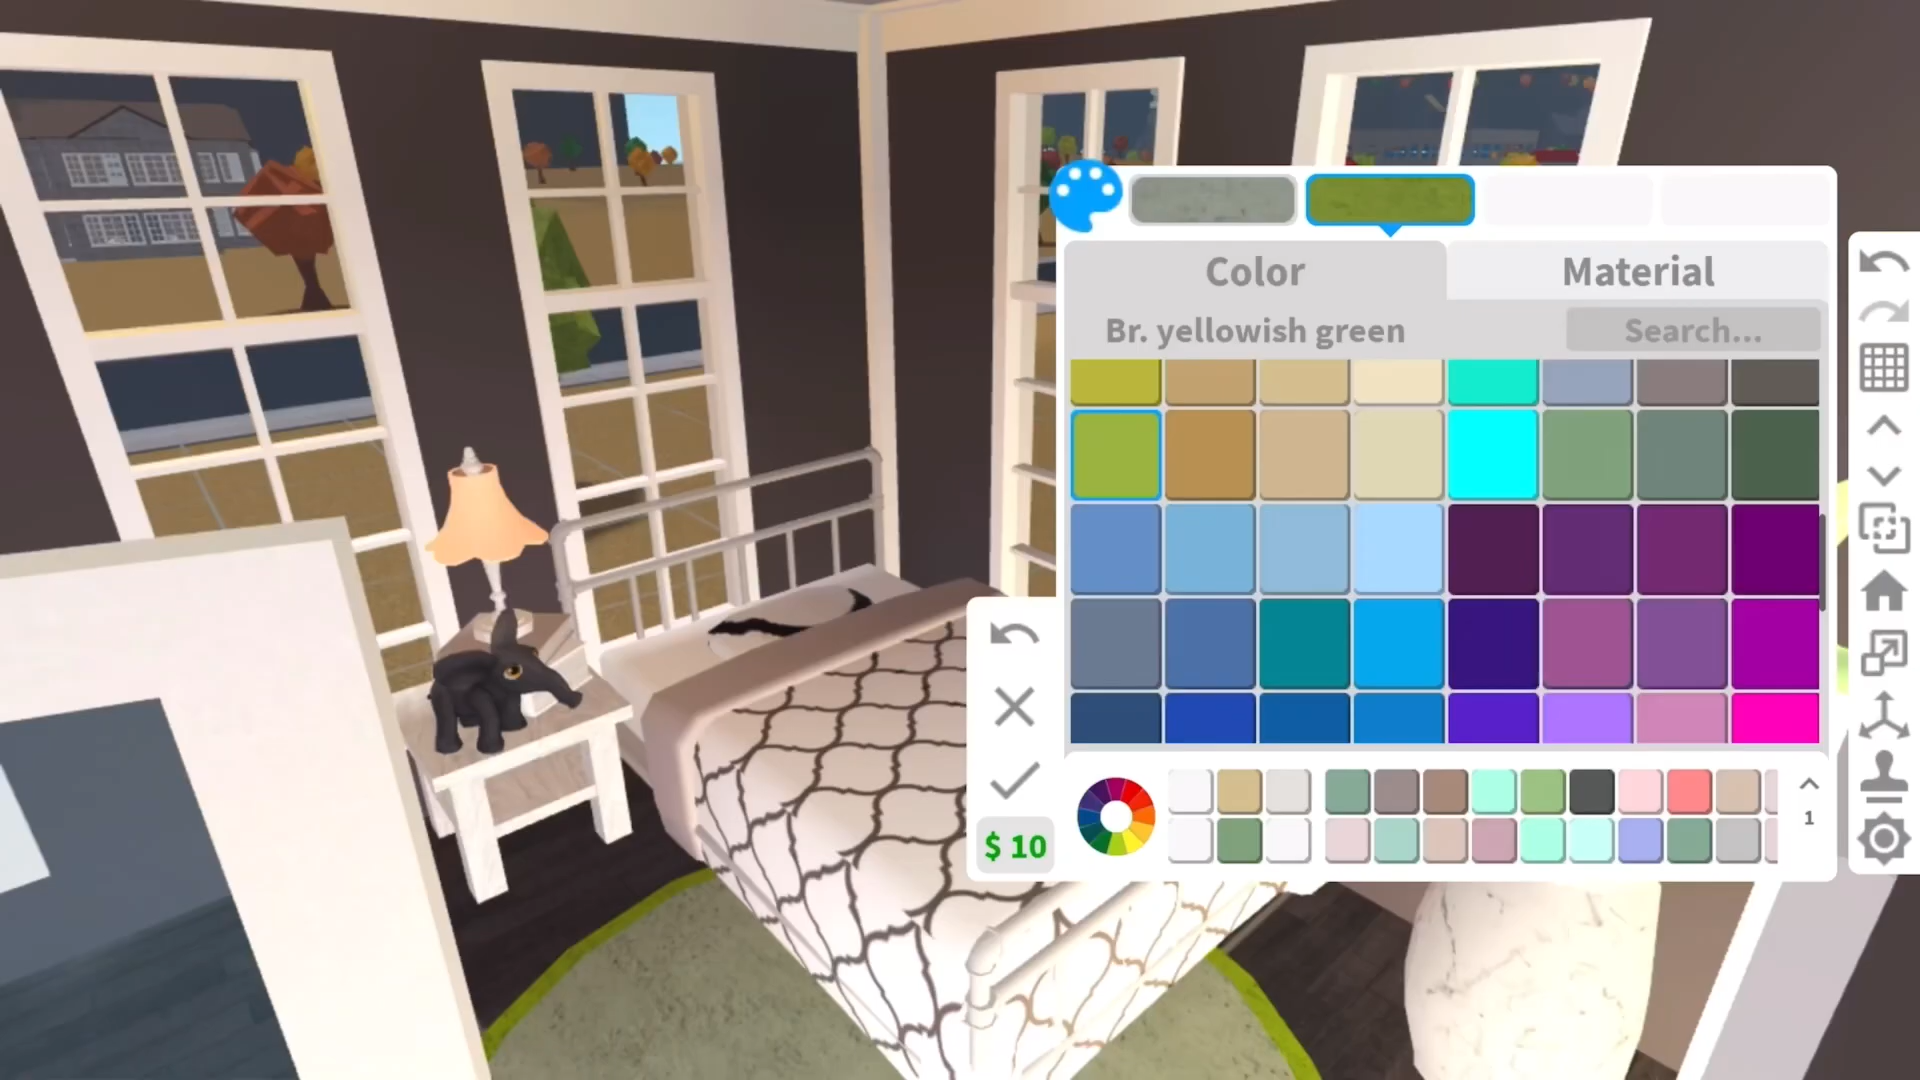 Color
Material
Br. yellowish green
Search...
$ 10
1